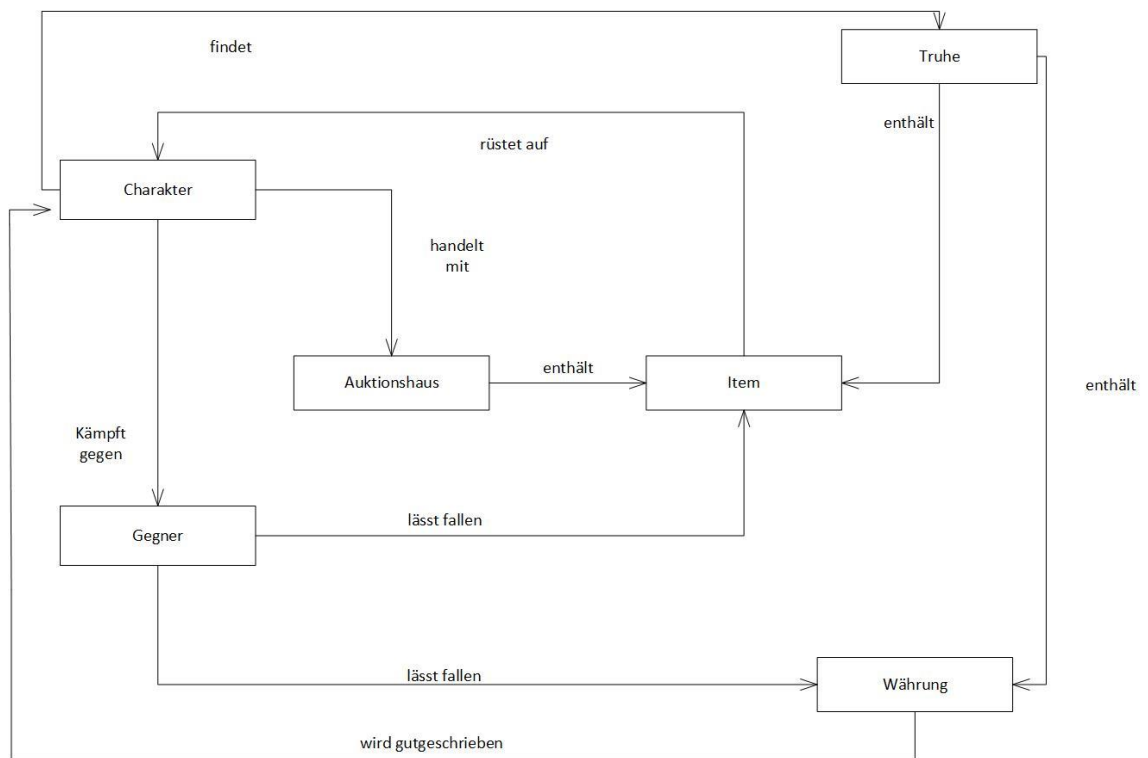 findet
Truhe
enthält
rüstet auf
Charakter
handelt
mit
enthält
Auktionshaus
Item
enthält
Kämpft
gegen
lässt fallen
Gegner
lässt fallen
Währung
wird gutgeschrieben